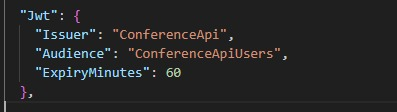 "Jwt": {
"Issuer": "ConferenceApi",
"Audience": "ConferenceApiUsers",
"ExpiryMinutes": 60
},